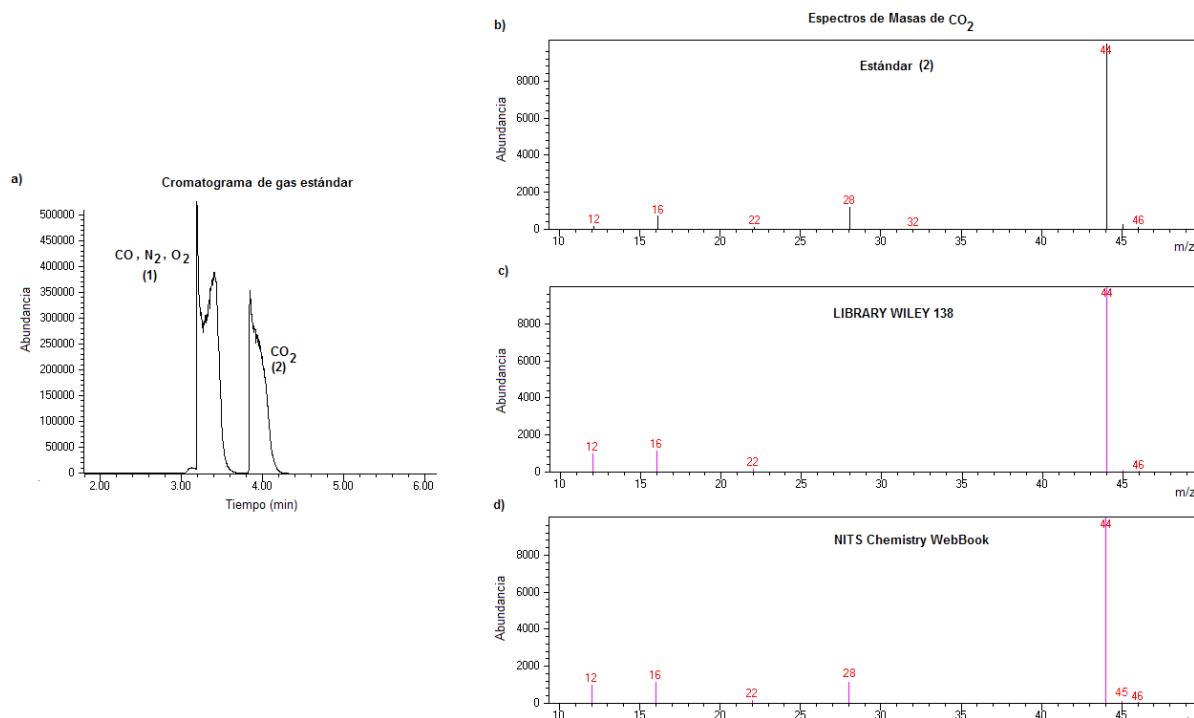 a)
Cromatograma de gas estándar
Abundancia
500000
450000
400000
350000
300000
250000
200000
150000
100000
50000
0
CO , N2 , O2
(1)
CO2
(2)
2.00 3.00 4.00 5.00 6.00
Tiempo (min)
Espectros de Masas de CO2
b)
Estándar (2)
Abundancia
8000
6000
4000
2000
0
12 16 22 28 32 44 46
10 15 20 25 30 35 40 45
m/z
c)
LIBRARY WILEY 138
Abundancia
8000
6000
4000
2000
0
12 16 22 44 46
10 15 20 25 30 35 40 45
m/z
d)
NITS Chemistry WebBook
Abundancia
8000
6000
4000
2000
0
12 16 22 28 44 45 46
10 15 20 25 30 35 40 45